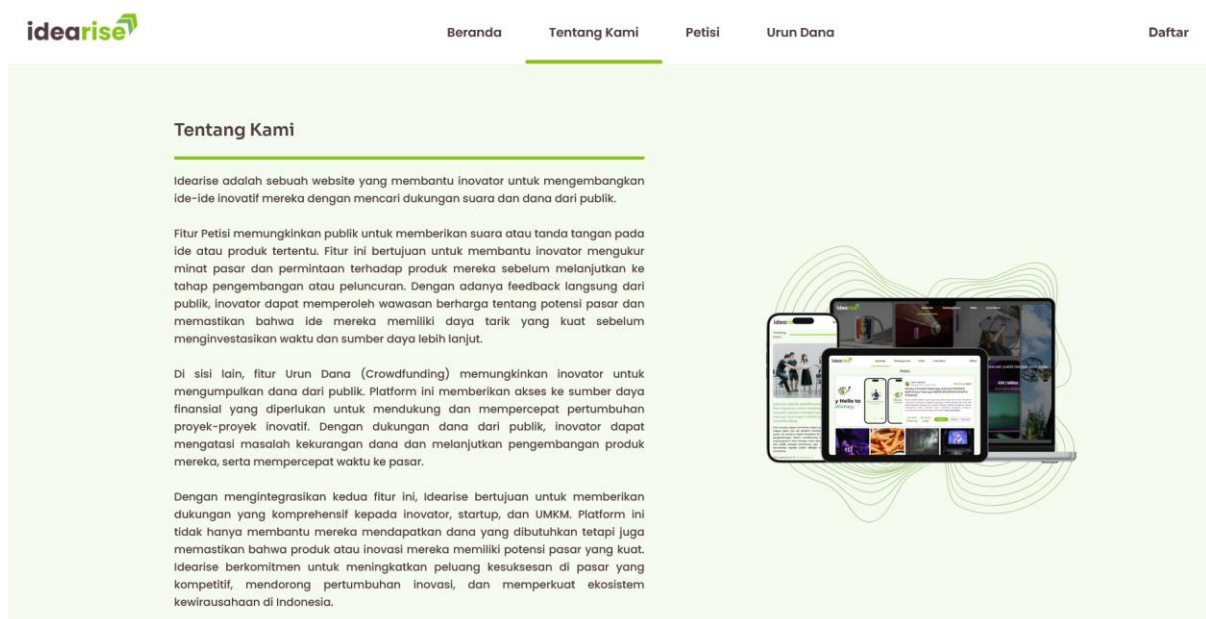 idearise
Beranda
Tentang Kami
Petisi
Urun Dana
Daftar
Tentang Kami
Idearise adalah sebuah website yang membantu inovator untuk mengembangkan
ide-ide inovatif mereka dengan mencari dukungan suara dan dana dari publik.
Fitur Petisi memungkinkan publik untuk memberikan suara atau tanda tangan pada
ide atau produk tertentu. Fitur ini bertujuan untuk membantu inovator mengukur
minat pasar dan permintaan terhadap produk mereka sebelum melanjutkan ke
tahap pengembangan atau peluncuran. Dengan adanya feedback langsung dari
publik, inovator dapat memperoleh wawasan berharga tentang potensi pasar dan
memastikan bahwa ide mereka memiliki daya tarik yang kuat sebelum
menginvestasikan waktu dan sumber daya lebih lanjut.
Di sisi lain, fitur Urun Dana (Crowdfunding) memungkinkan inovator untuk
mengumpulkan dana dari publik. Platform ini memberikan akses ke sumber daya
finansial yang diperlukan untuk mendukung dan mempercepat pertumbuhan
proyek-proyek inovatif. Dengan dukungan dana dari publik, inovator dapat
mengatasi masalah kekurangan dana dan melanjutkan pengembangan produk
mereka, serta mempercepat waktu ke pasar.
Dengan mengintegrasikan kedua fitur ini, Idearise bertujuan untuk memberikan
dukungan yang komprehensif kepada inovator, startup, dan UMKM. Platform ini
tidak hanya membantu mereka mendapatkan dana yang dibutuhkan tetapi juga
memastikan bahwa produk atau inovasi mereka memiliki potensi pasar yang kuat.
Idearise berkomitmen untuk meningkatkan peluang kesuksesan di pasar yang
kompetitif, mendorong pertumbuhan inovasi, dan memperkuat ekosistem
kewirausahaan di Indonesia.
idearise
y Hello to